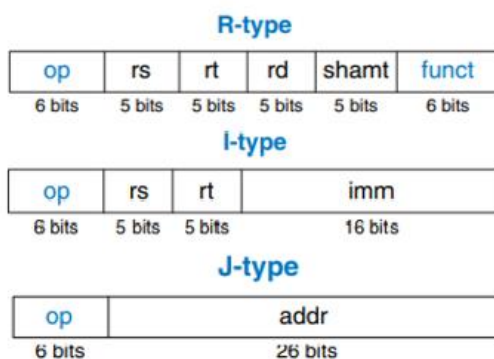 R-type
op rs rt rd shamt funct
6 bits 5 bits 5 bits 5 bits 5 bits 6 bits
I-type
op rs rt imm
6 bits 5 bits 5 bits 16 bits
J-type
op addr
6 bits 26 bits